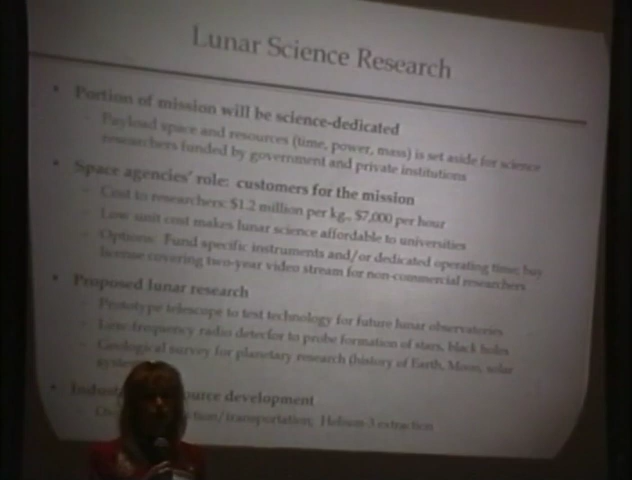 Lunar Science Research
• Portion of mission will be science-dedicated
– Payload space and resources (time, power, mass) is set aside for science
researchers funded by government and private institutions
• Space agencies' role: customers for the mission
– Cost to researchers: $1.2 million per kg., $7,000 per hour
– Low unit cost makes lunar science affordable to universities
– Options: Fund specific instruments and/or dedicated operating time; buy
license covering two-year video stream for non-commercial researchers
• Proposed lunar research
– Prototype telescope to test technology for future lunar observatories
– Low-frequency radio detector to probe formation of stars, black holes
– Geological survey for planetary research (history of Earth, Moon, solar
• development
Helium-3 extraction